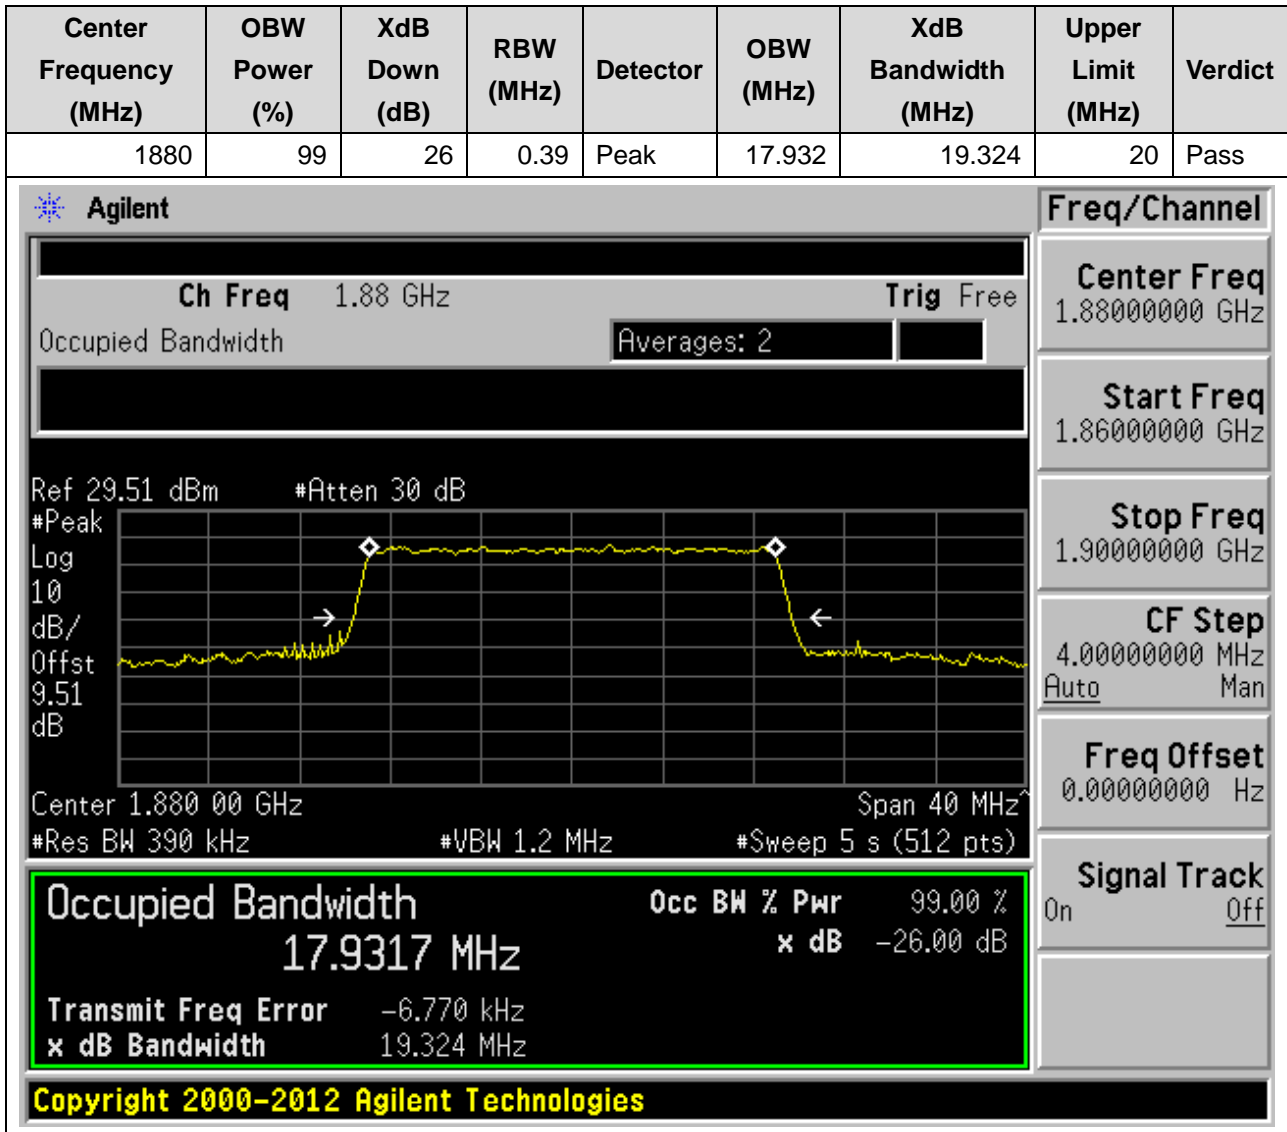 Center Frequency (MHz) OBW Power (%) XdB Down (dB) RBW (MHz) Detector OBW (MHz) XdB Bandwidth (MHz) Upper Limit (MHz) Verdict
1880 99 26 0.39 Peak 17.932 19.324 20 Pass
Agilent
Freq/Channel
Ch Freq 1.88 GHz Trig Free
Occupied Bandwidth Averages: 2
Center Freq
1.88000000 GHz
Start Freq
1.86000000 GHz
Stop Freq
1.90000000 GHz
CF Step
4.00000000 MHz
Auto Man
Freq Offset
0.00000000 Hz
Signal Track
On Off
Ref 29.51 dBm #Atten 30 dB
#Peak
Log
10
dB/
Offst
9.51
dB
Center 1.880 00 GHz Span 40 MHz^
#Res BW 390 kHz #VBW 1.2 MHz #Sweep 5 s (512 pts)
Occupied Bandwidth Occ BW % Pwr 99.00 %
17.9317 MHz x dB -26.00 dB
Transmit Freq Error -6.770 kHz
x dB Bandwidth 19.324 MHz
Copyright 2000-2012 Agilent Technologies